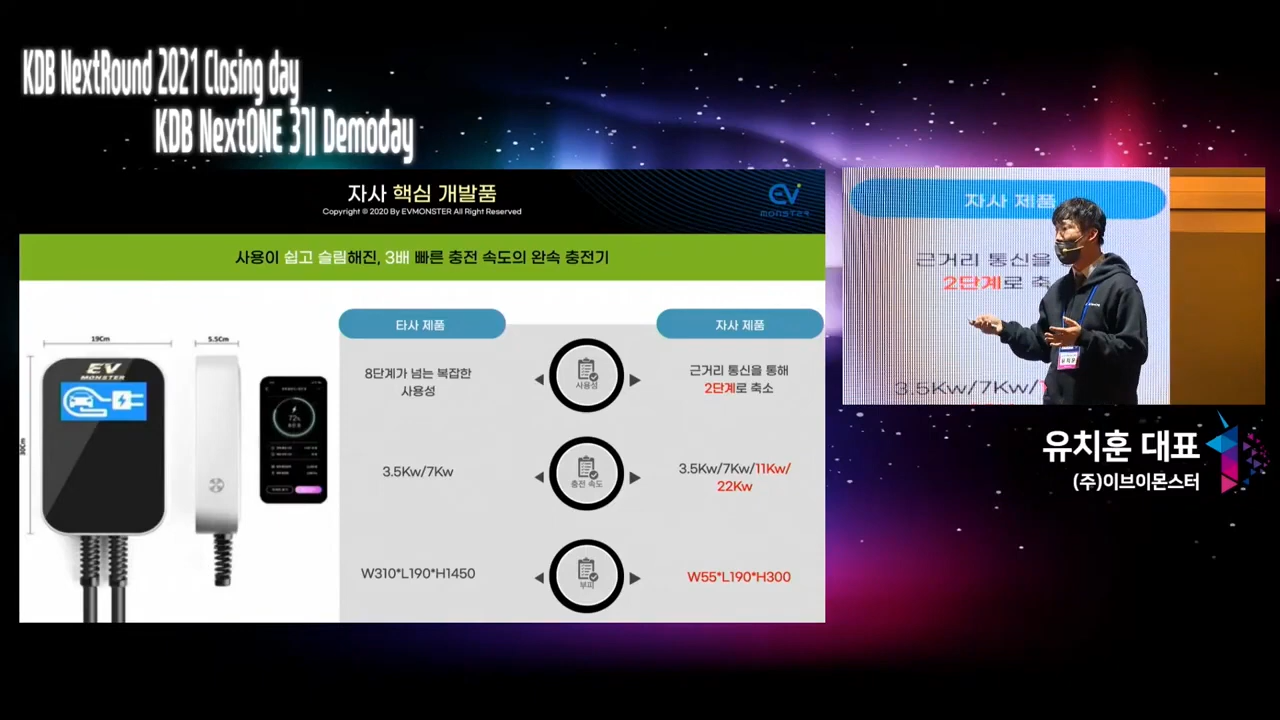 KDB NextRound 2021 Closing day
KDB NextONE 3기 Demoday
자사 핵심 개발품
Copyright © 2020 By EVMONSTER All Right Reserved
EV
MONSTER
사용이 쉽고 슬림해진, 3배 빠른 충전 속도의 완속 충전기
19Cm
5.5Cm
30Cm
EV
MONSTER
72%
타사 제품
자사 제품
8단계가 넘는 복잡한
사용성
사용성
근거리 통신을 통해
2단계로 축소
3.5Kw/7Kw
충전 속도
3.5Kw/7Kw/11Kw/
22Kw
W310*L190*H1450
부피
W55*L190*H300
자사 제품
근거리 통신을
2단계로 축
3.5Kw/7Kw/
유치훈 대표
(주)이브이몬스터